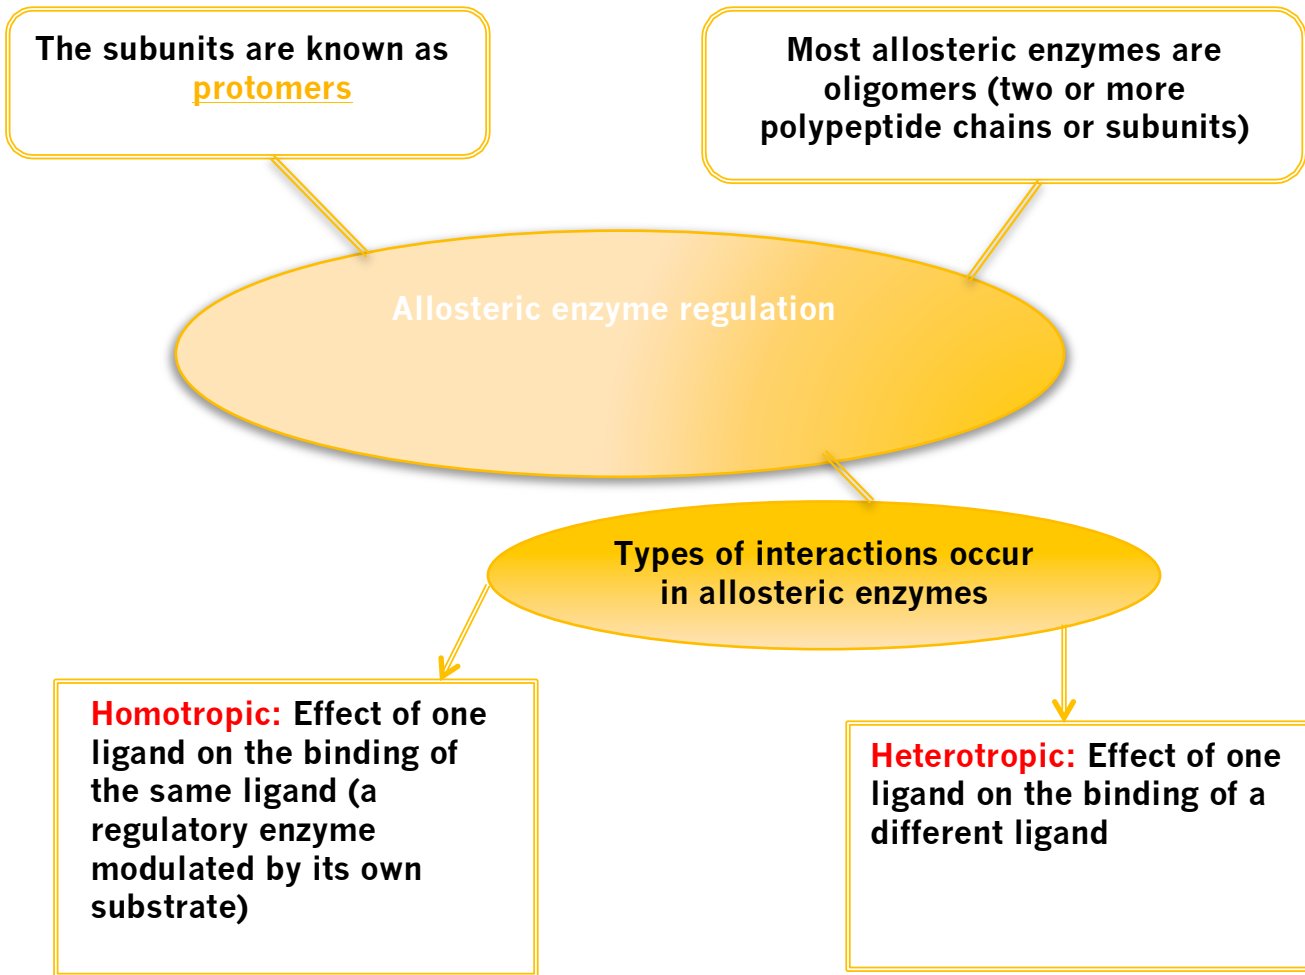 The subunits are known as
protomers
Most allosteric enzymes are
oligomers (two or more
polypeptide chains or subunits)
Allosteric enzyme regulation
Types of interactions occur
in allosteric enzymes
Homotropic: Effect of one
ligand on the binding of
the same ligand (a
regulatory enzyme
modulated by its own
substrate)
Heterotropic: Effect of one
ligand on the binding of a
different ligand